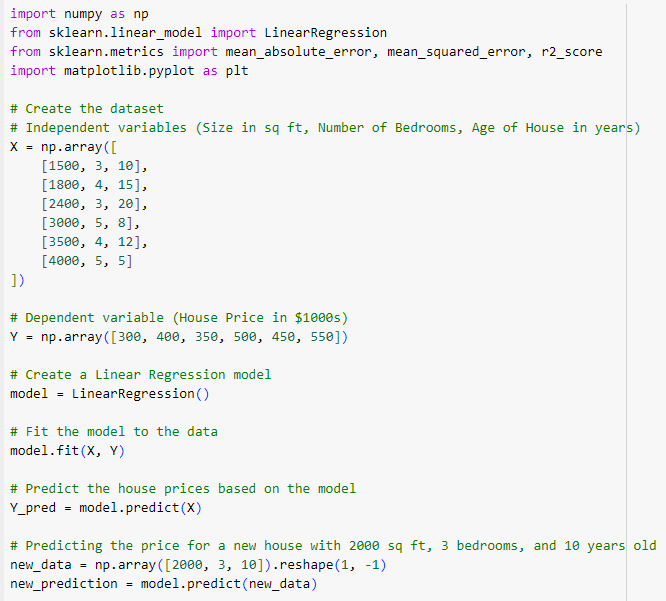 import numpy as np
from sklearn.linear_model import LinearRegression
from sklearn.metrics import mean_absolute_error, mean_squared_error, r2_score
import matplotlib.pyplot as plt

# Create the dataset
# Independent variables (Size in sq ft, Number of Bedrooms, Age of House in years)
X = np.array([
    [1500, 3, 10],
    [1800, 4, 15],
    [2400, 3, 20],
    [3000, 5, 8],
    [3500, 4, 12],
    [4000, 5, 5]
])

# Dependent variable (House Price in $1000s)
Y = np.array([300, 400, 350, 500, 450, 550])

# Create a Linear Regression model
model = LinearRegression()

# Fit the model to the data
model.fit(X, Y)

# Predict the house prices based on the model
Y_pred = model.predict(X)

# Predicting the price for a new house with 2000 sq ft, 3 bedrooms, and 10 years old
new_data = np.array([2000, 3, 10]).reshape(1, -1)
new_prediction = model.predict(new_data)